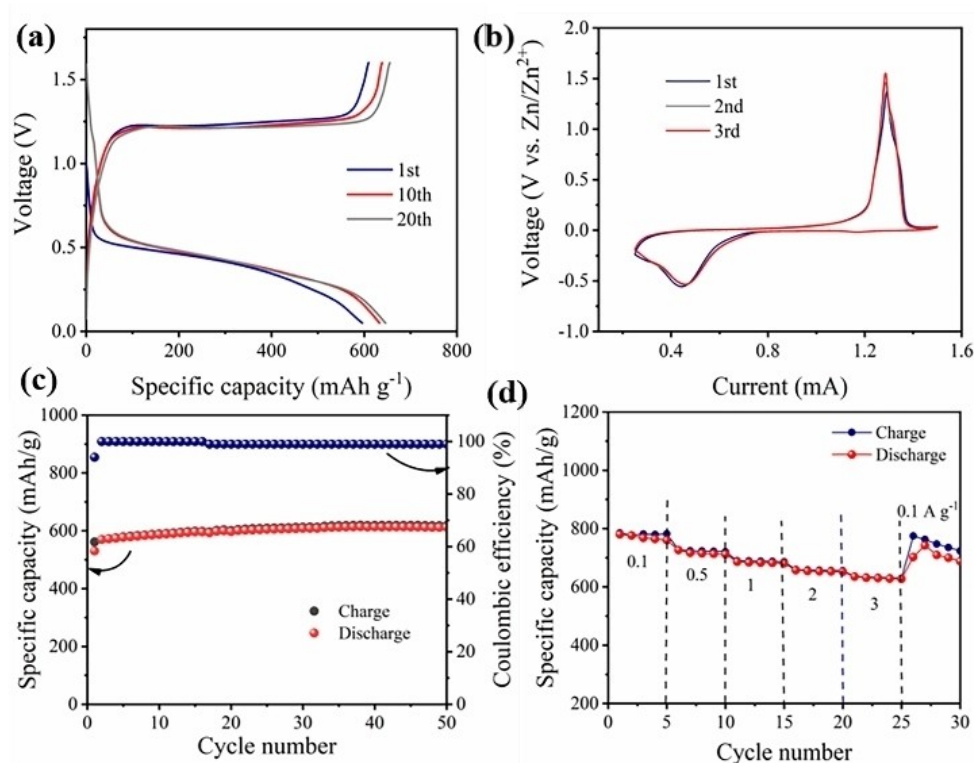 (a)
Voltage (V)
1.5
1.0
0.5
0.0
1st
10th
20th
0 200 400 600 800
Specific capacity (mAh g⁻¹)
(b)
Voltage (V vs. Zn/Zn²⁺)
2.0
1.5
1.0
0.5
0.0
-0.5
-1.0
1st
2nd
3rd
0.4 0.8 1.2 1.6
Current (mA)
(c)
Specific capacity (mAh/g)
1000
900
800
700
600
500
400
300
200
100
0
Charge
Discharge
100
80
60
40
20
0
Coulombic efficiency (%)
0 10 20 30 40 50
Cycle number
(d)
Specific capacity (mAh/g)
1200
1000
800
600
400
200
Charge
Discharge
0.1 A g⁻¹
0.1
0.5
1
2
3
0 5 10 15 20 25 30
Cycle number